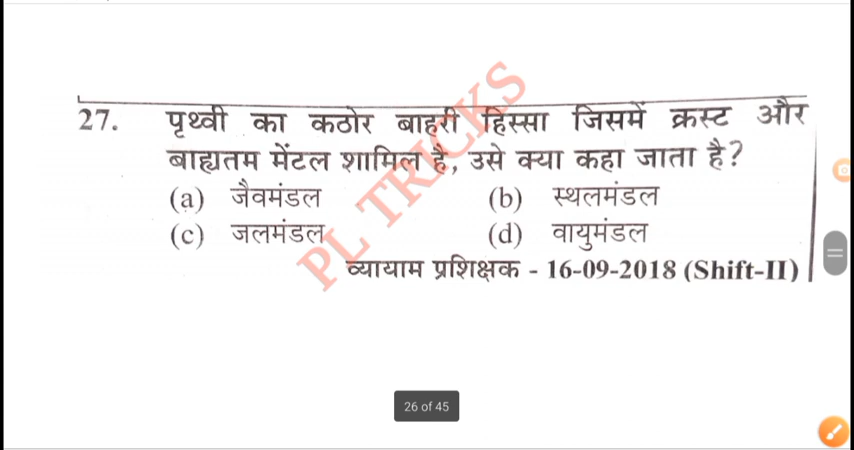 27. पृथ्वी का कठोर बाहरी हिस्सा जिसमें क्रस्ट और
बाह्यतम मेंटल शामिल है, उसे क्या कहा जाता है?
(a) जैवमंडल (b) स्थलमंडल
(c) जलमंडल (d) वायुमंडल
व्यायाम प्रशिक्षक - 16-09-2018 (Shift-II)
PL TRICKS
26 of 45